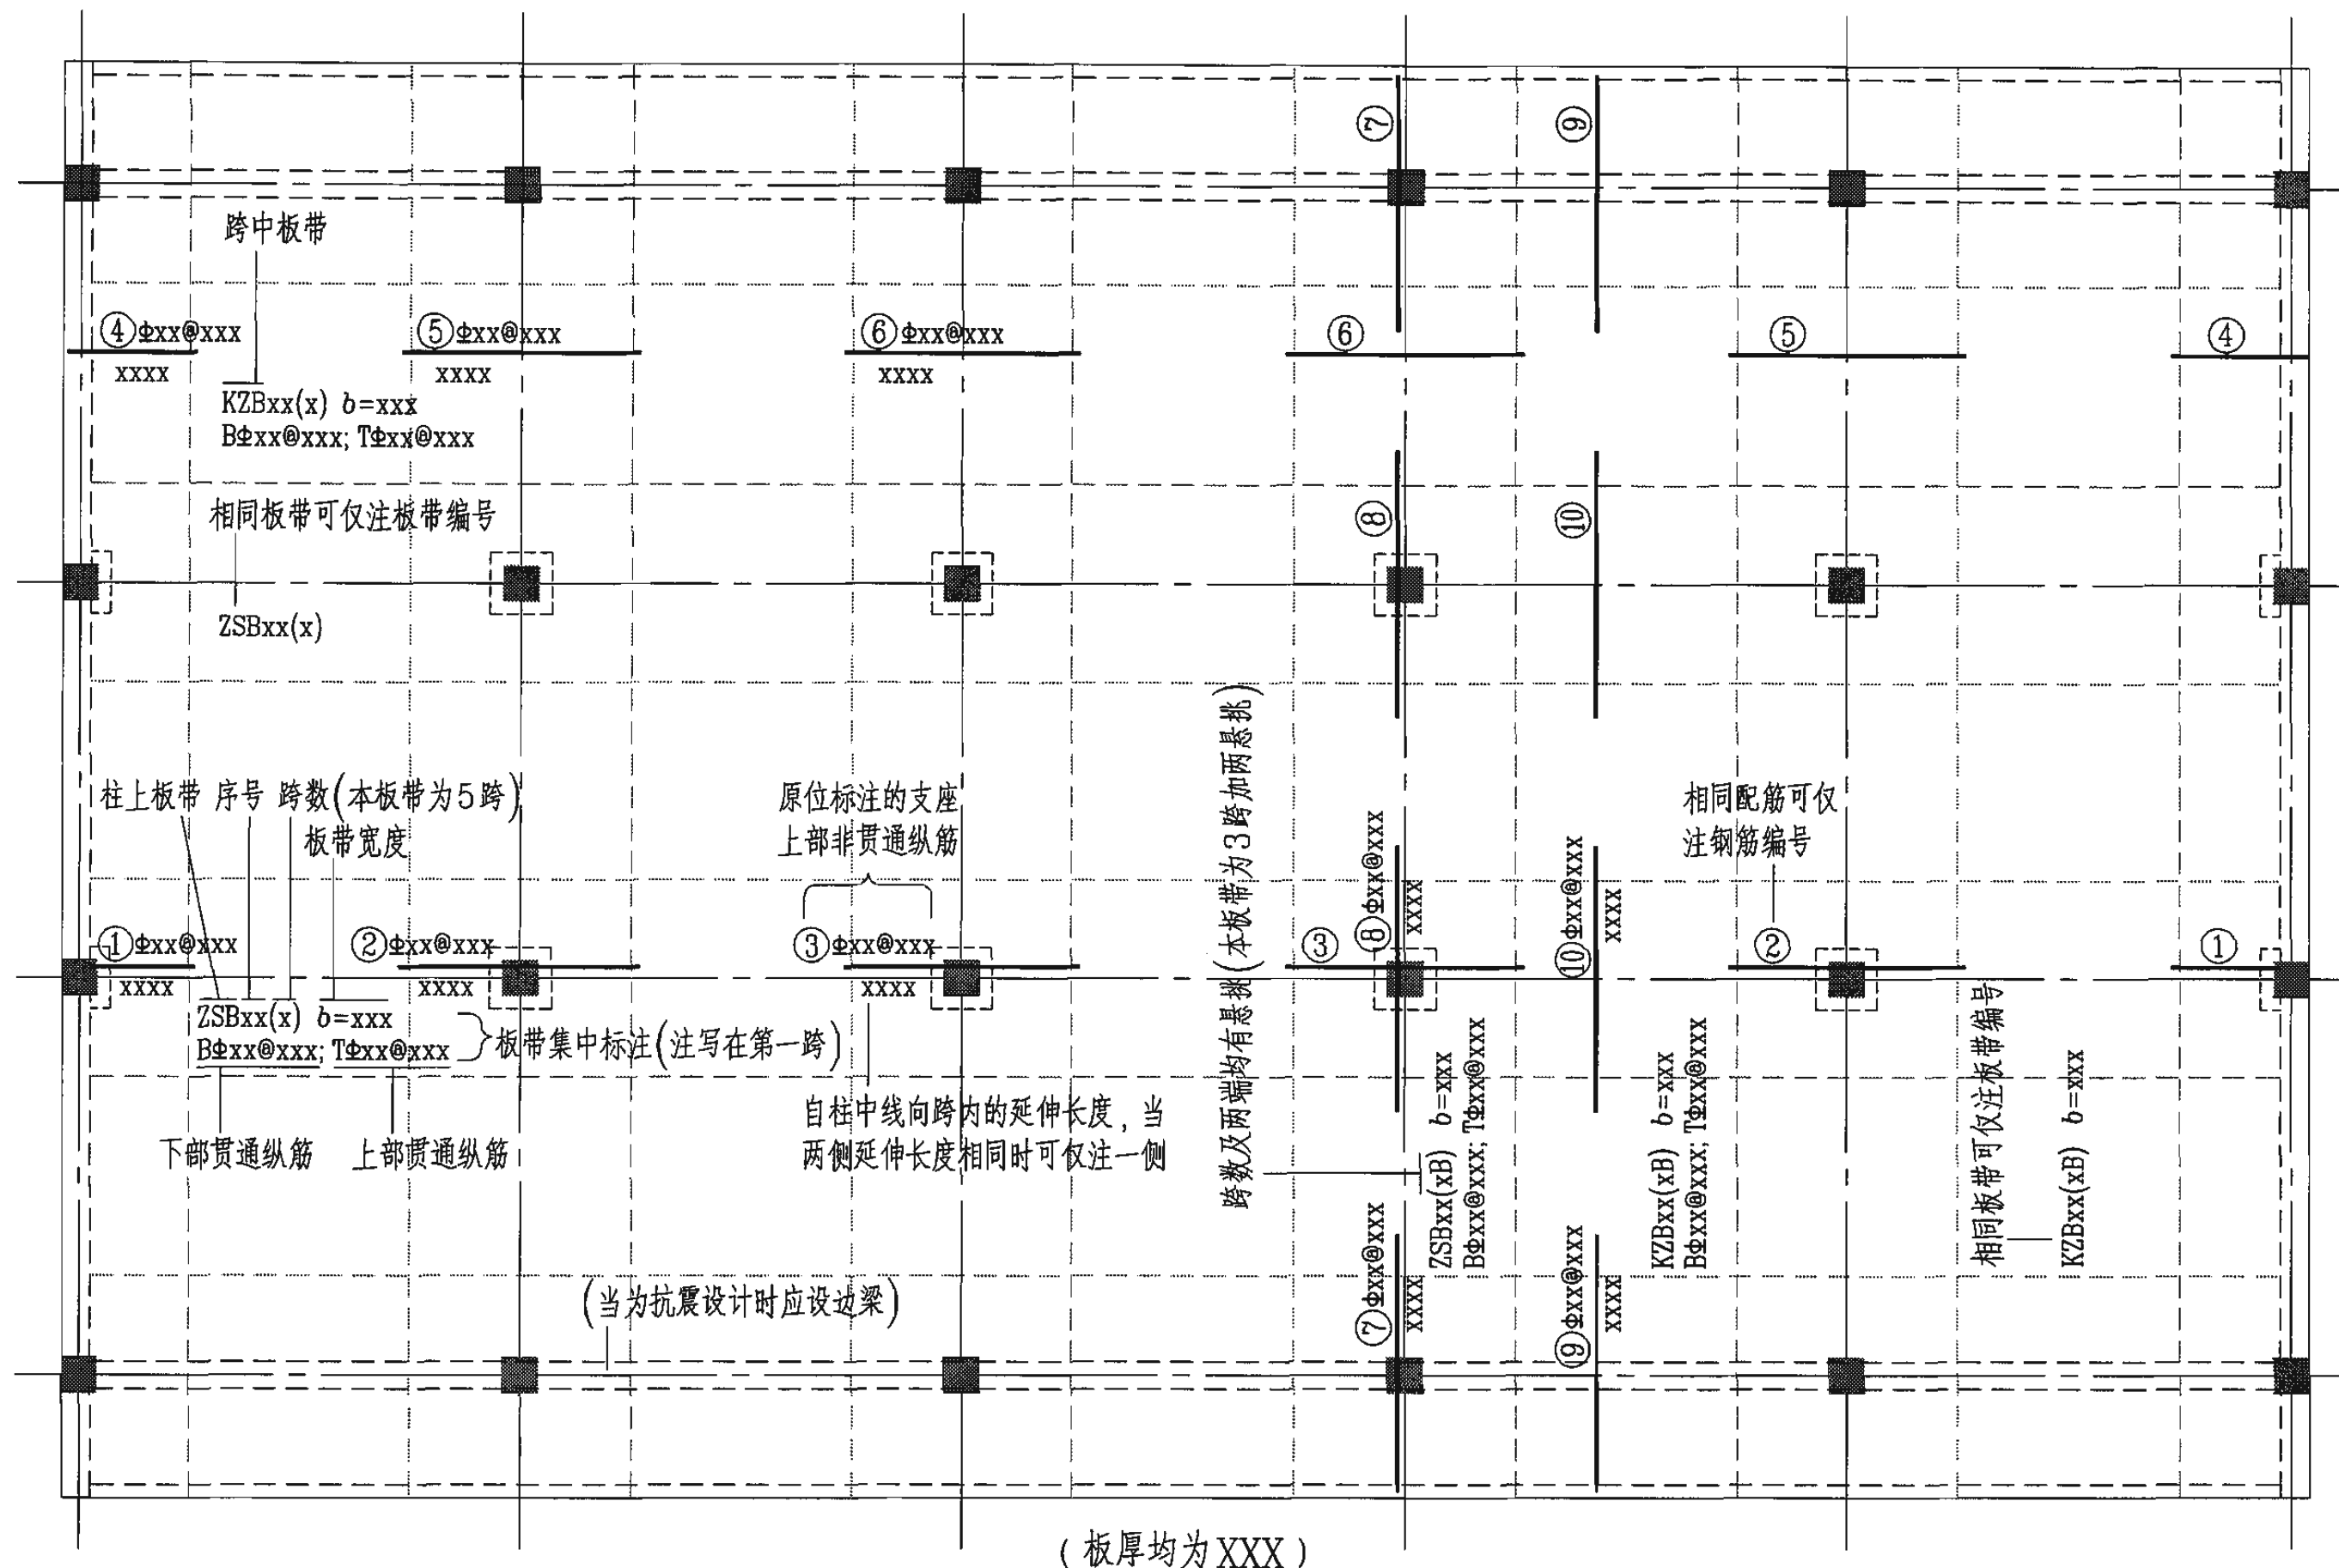 ⑦
⑨
跨中板带
④Φxx@xxx
xxxx
⑤Φxx@xxx
xxxx
⑥Φxx@xxx
xxxx
⑥
⑤
④
KZBxx(x) b=xxx
BΦxx@xxx; TΦxx@xxx
相同板带可仅注板带编号
ZSBxx(x)
⑧
⑩
柱上板带 序号 跨数(本板带为5跨)
板带宽度
原位标注的支座
上部非贯通纵筋
相同配筋可仅
注钢筋编号
①Φxx@xxx
xxxx
②Φxx@xxx
xxxx
③Φxx@xxx
xxxx
③
⑧Φxx@xxx
xxxx
⑩Φxx@xxx
xxxx
②
①
ZSBxx(x) b=xxx
BΦxx@xxx; TΦxx@xxx
板带集中标注(注写在第一跨)
下部贯通纵筋
上部贯通纵筋
自柱中线向跨内的延伸长度，当
两侧延伸长度相同时可仅注一侧
跨数及两端均有悬挑(本板带为3跨加两悬挑)
ZSBxx(xB) b=xxx
BΦxx@xxx; TΦxx@xxx
KZBxx(xB) b=xxx
BΦxx@xxx; TΦxx@xxx
相同板带可仅注板带编号
KZBxx(xB) b=xxx
⑦Φxx@xxx
xxxx
⑨Φxx@xxx
xxxx
(当为抗震设计时应设边梁)
(板厚均为XXX)